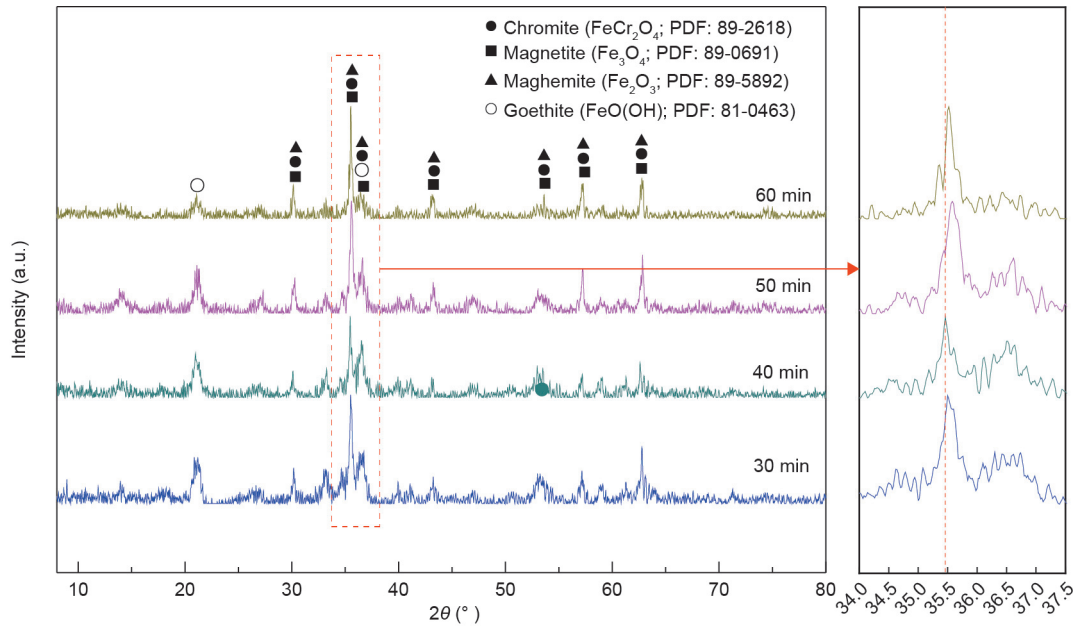 Chromite (FeCr₂O₄; PDF: 89-2618)
Magnetite (Fe₃O₄; PDF: 89-0691)
Maghemite (Fe₂O₃; PDF: 89-5892)
Goethite (FeO(OH); PDF: 81-0463)
60 min
50 min
40 min
30 min
Intensity (a.u.)
10 20 30 40 50 60 70 80
2θ (°)
34.0 34.5 35.0 35.5 36.0 36.5 37.0 37.5